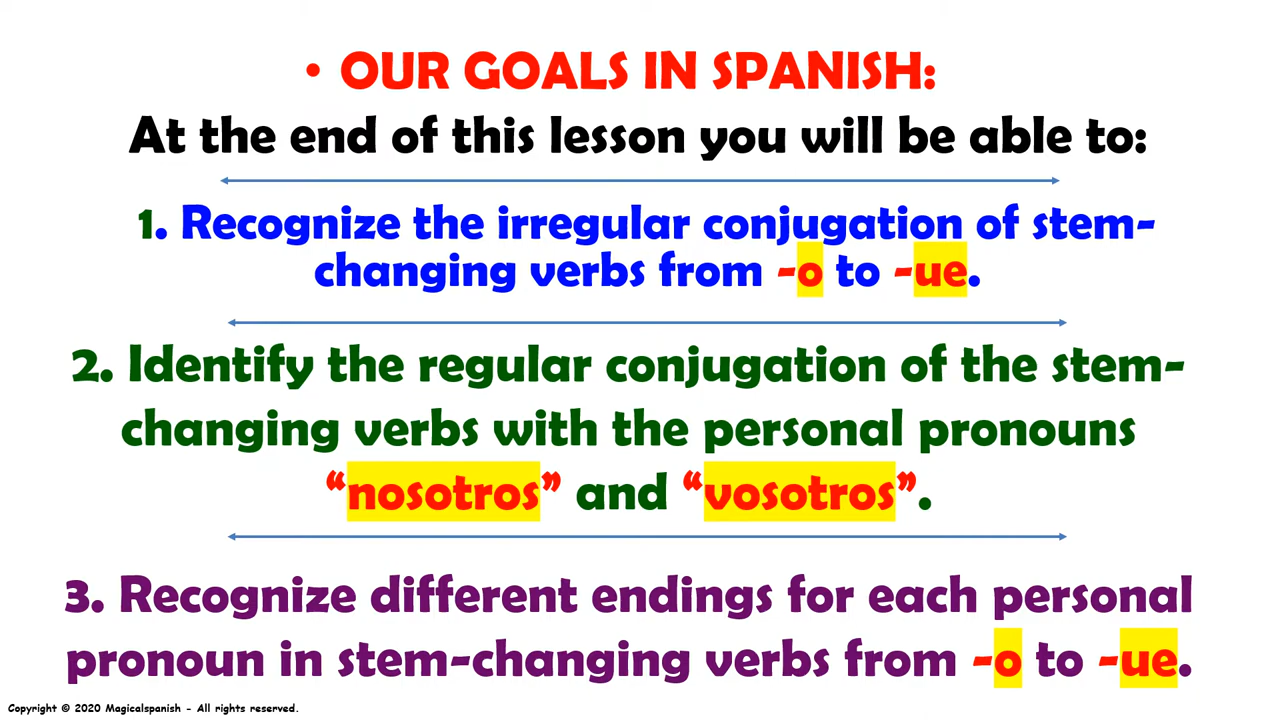 • OUR GOALS IN SPANISH:
At the end of this lesson you will be able to:
1. Recognize the irregular conjugation of stem-
changing verbs from -o to -ue.
2. Identify the regular conjugation of the stem-
changing verbs with the personal pronouns
“nosotros” and “vosotros”.
3. Recognize different endings for each personal
pronoun in stem-changing verbs from -o to -ue.
Copyright © 2020 Magicalspanish - All rights reserved.